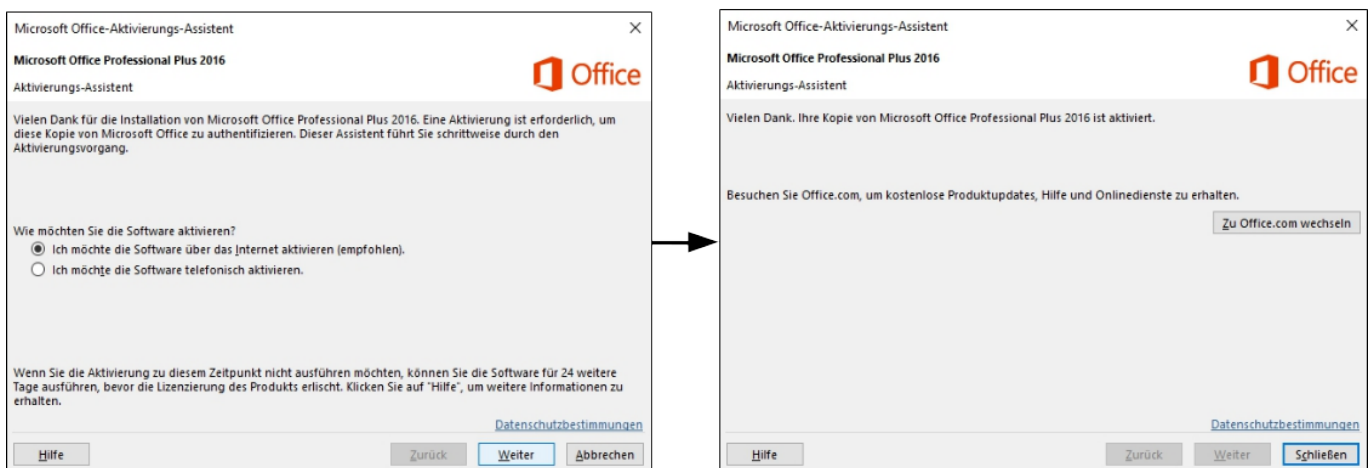 Microsoft Office-Aktivierungs-Assistent
Microsoft Office Professional Plus 2016
Office
Aktivierungs-Assistent
Vielen Dank für die Installation von Microsoft Office Professional Plus 2016. Eine Aktivierung ist erforderlich, um
diese Kopie von Microsoft Office zu authentifizieren. Dieser Assistent führt Sie schrittweise durch den
Aktivierungsvorgang.
Wie möchten Sie die Software aktivieren?
Ich möchte die Software über das Internet aktivieren (empfohlen).
Ich möchte die Software telefonisch aktivieren.
Wenn Sie die Aktivierung zu diesem Zeitpunkt nicht ausführen möchten, können Sie die Software für 24 weitere
Tage ausführen, bevor die Lizenzierung des Produkts erlischt. Klicken Sie auf "Hilfe", um weitere Informationen zu
erhalten.
Datenschutzbestimmungen
Hilfe
Zurück
Weiter
Abbrechen
Microsoft Office-Aktivierungs-Assistent
Microsoft Office Professional Plus 2016
Office
Aktivierungs-Assistent
Vielen Dank. Ihre Kopie von Microsoft Office Professional Plus 2016 ist aktiviert.
Besuchen Sie Office.com, um kostenlose Produktupdates, Hilfe und Onlinedienste zu erhalten.
Zu Office.com wechseln
Datenschutzbestimmungen
Hilfe
Zurück
Weiter
Schließen